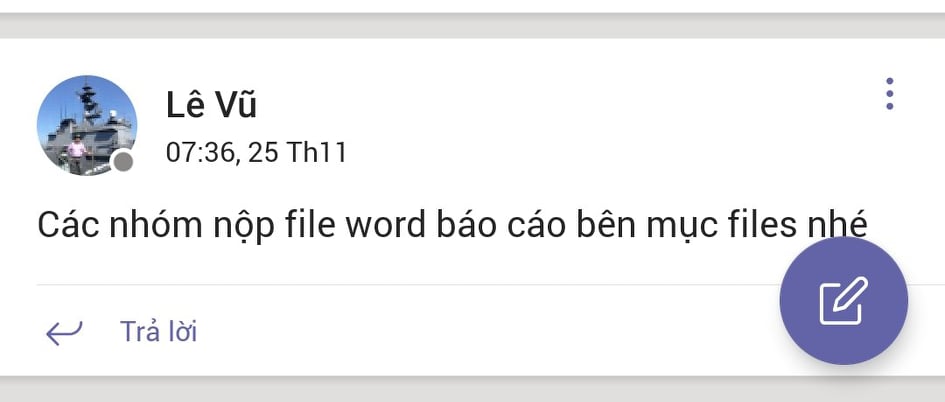 Lê Vũ
07:36, 25 Th11
Các nhóm nộp file word báo cáo bên mục files nhé
Trả lời